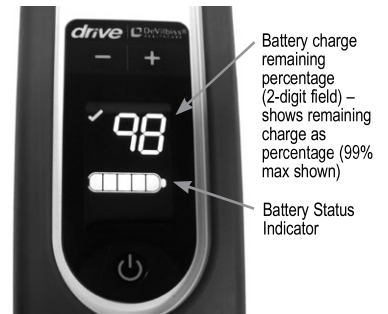 drive DeVilbiss®
HEALTHCARE
− +
98
Battery charge
remaining
percentage
(2-digit field) –
shows remaining
charge as
percentage (99%
max shown)
Battery Status
Indicator